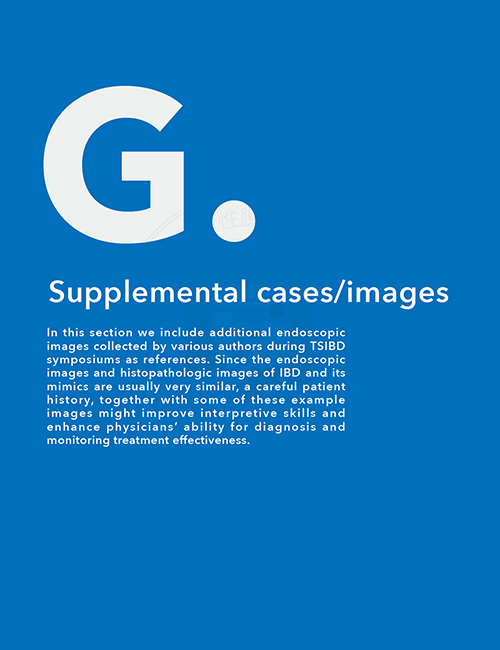 G.
Supplemental cases/images
In this section we include additional endoscopic
images collected by various authors during TSIBD
symposiums as references. Since the endoscopic
images and histopathologic images of IBD and its
mimics are usually very similar, a careful patient
history, together with some of these example
images might improve interpretive skills and
enhance physicians’ ability for diagnosis and
monitoring treatment effectiveness.